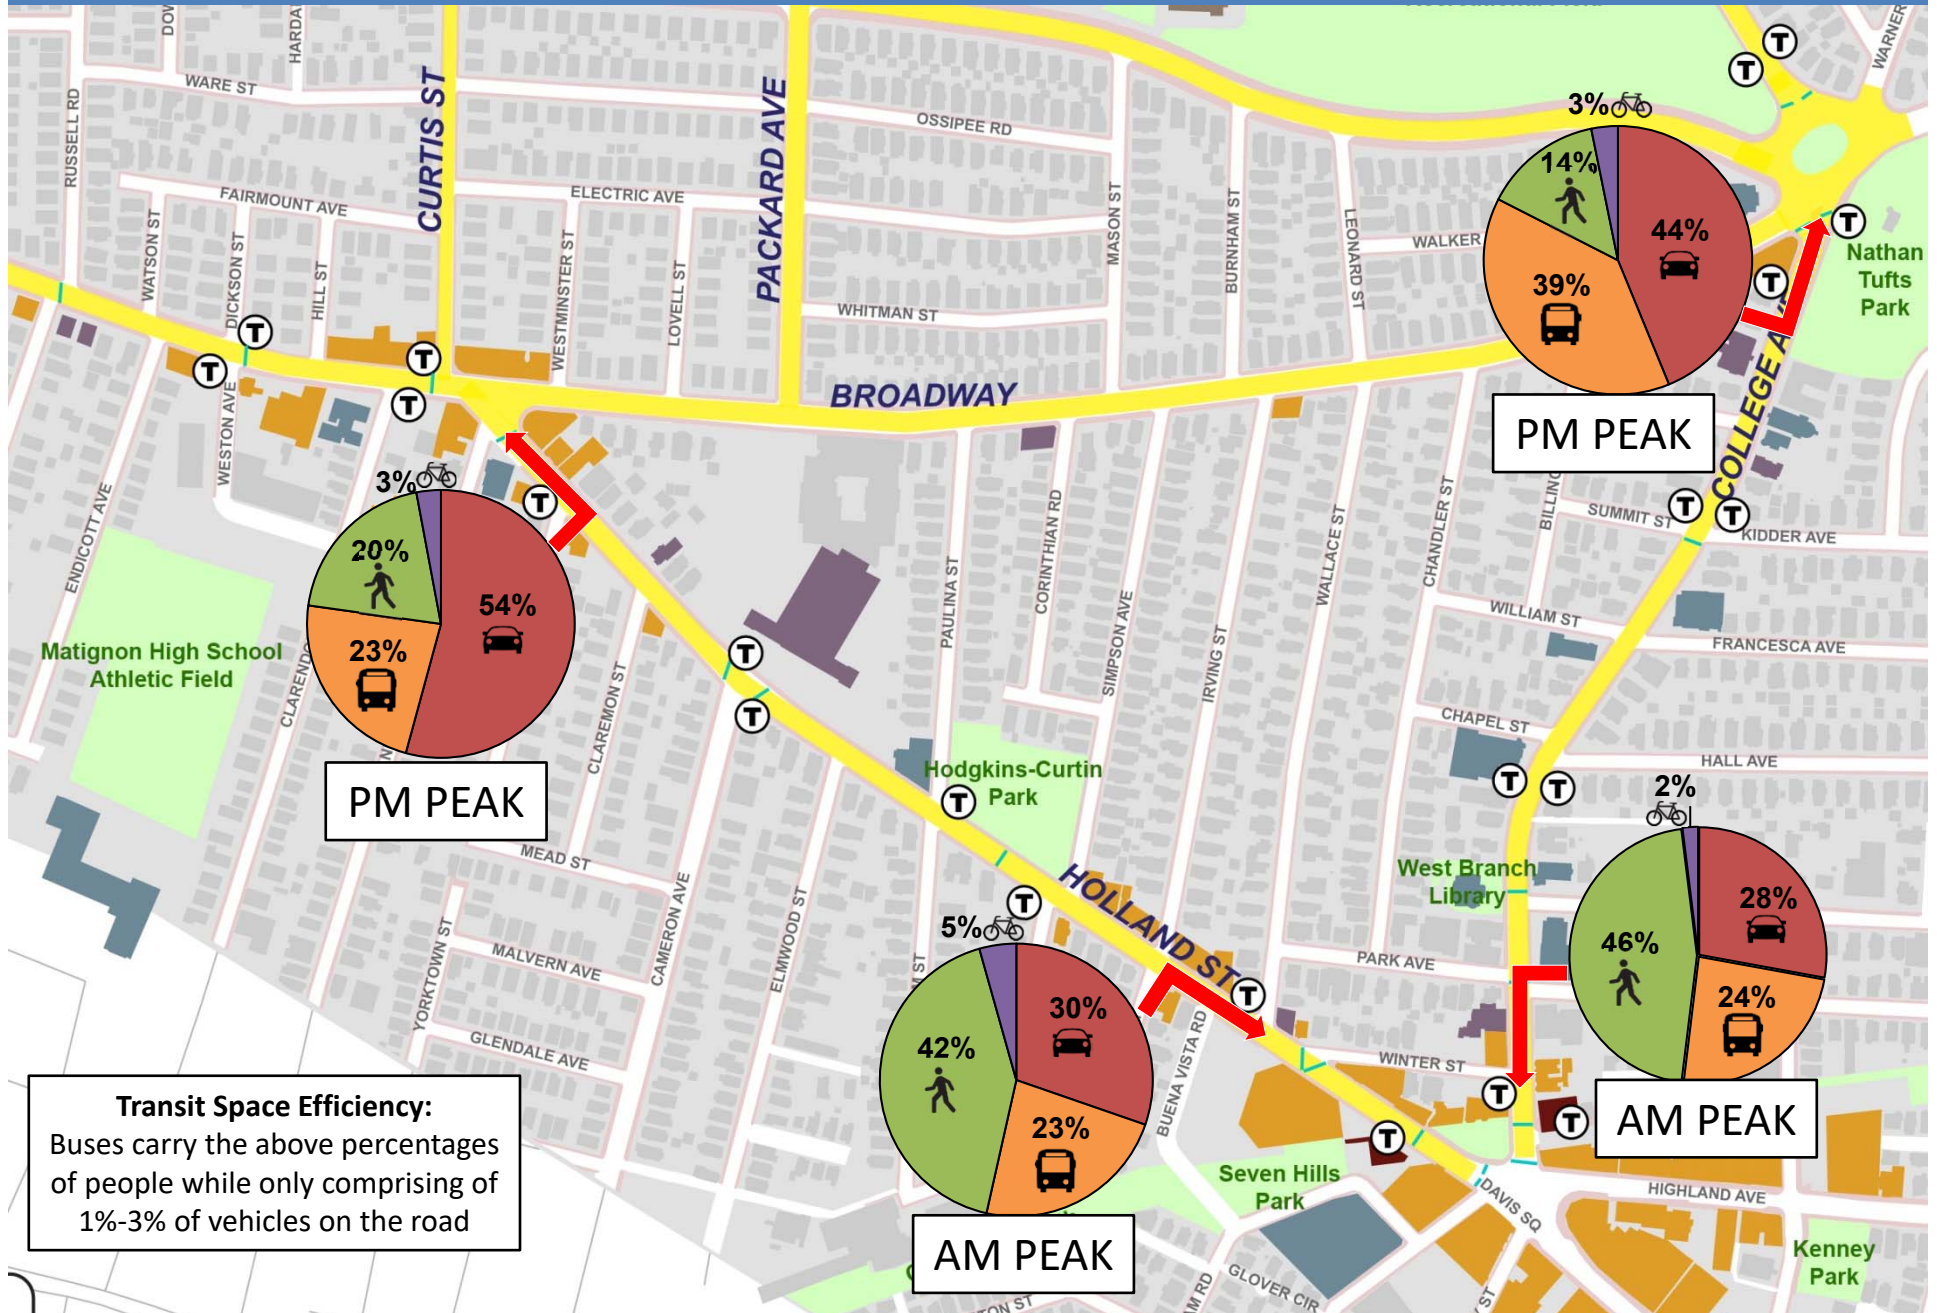 WARNER
HARDA
WARE ST
CURTIS ST
PACKARD AVE
RUSSELL RD
OSSIPEE RD
3%
14%
44%
39%
PM PEAK
T
T
T
T
Nathan
Tufts
Park
FAIRMOUNT AVE
ELECTRIC AVE
WATSON ST
DICKSON ST
HILL ST
WESTMINSTER ST
LOVELL ST
MASON ST
BURNHAM ST
LEONARD ST
WALKER
WHITMAN ST
BROADWAY
COLLEGE
T
T
T
T
WESTON AVE
ENDICOTT AVE
T
3%
20%
54%
23%
PM PEAK
Matignon High School
Athletic Field
CLAREMON ST
PAULINA ST
CORINTHIAN RD
SIMPSON AVE
IRVING ST
WALLACE ST
CHANDLER ST
SUMMIT ST
T
T
KIDDER AVE
WILLIAM ST
FRANCESCA AVE
T
T
CHAPEL ST
HALL AVE
Hodgkins-Curtin
Park
T
T
T
MEAD ST
YORKTOWN ST
MALVERN AVE
CAMERON AVE
ELMWOOD ST
GLENDALE AVE
HOLLAND ST
West Branch
Library
PARK AVE
2%
28%
46%
24%
AM PEAK
T
5%
30%
42%
23%
AM PEAK
T
BUENA VISTA RD
WINTER ST
T
T
T
Seven Hills
Park
DAVIS SQ
HIGHLAND AVE
Kenney
Park
GLOVER CIR
Transit Space Efficiency:
Buses carry the above percentages
of people while only comprising of
1%-3% of vehicles on the road